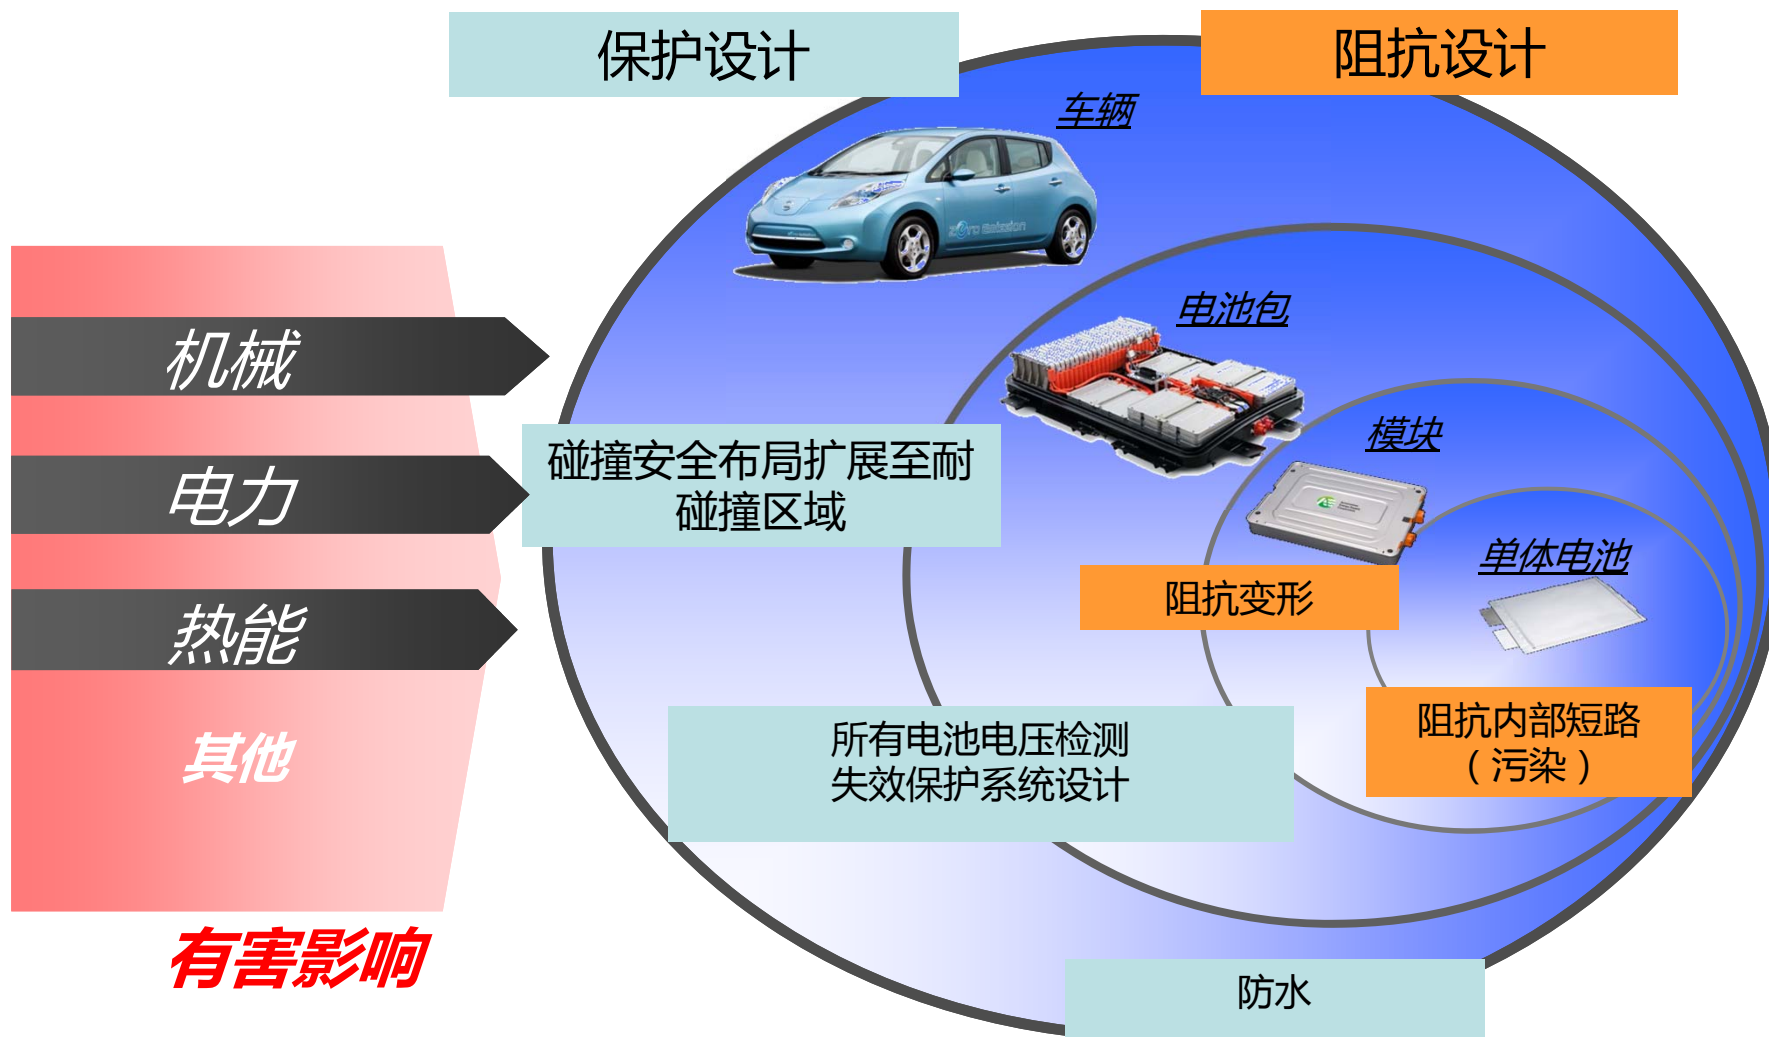 保护设计
阻抗设计
车辆
Zero Emission
电池包
机械
模块
碰撞安全布局扩展至耐
碰撞区域
电力
单体电池
阻抗变形
热能
所有电池电压检测
失效保护系统设计
阻抗内部短路
（污染）
其他
有害影响
防水